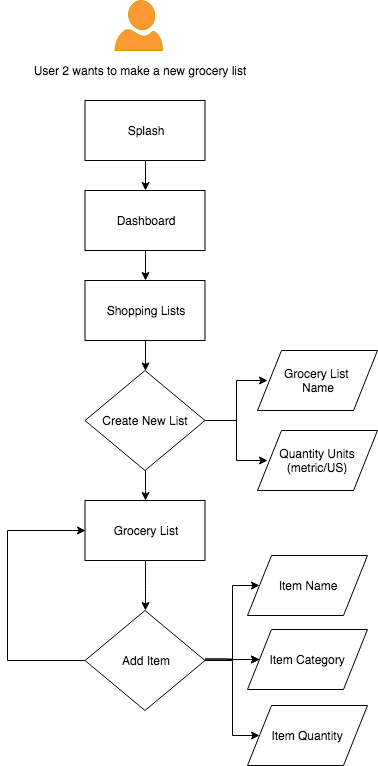 User 2 wants to make a new grocery list
Splash
Dashboard
Shopping Lists
Create New List
Grocery List
Name
Quantity Units
(metric/US)
Grocery List
Add Item
Item Name
Item Category
Item Quantity